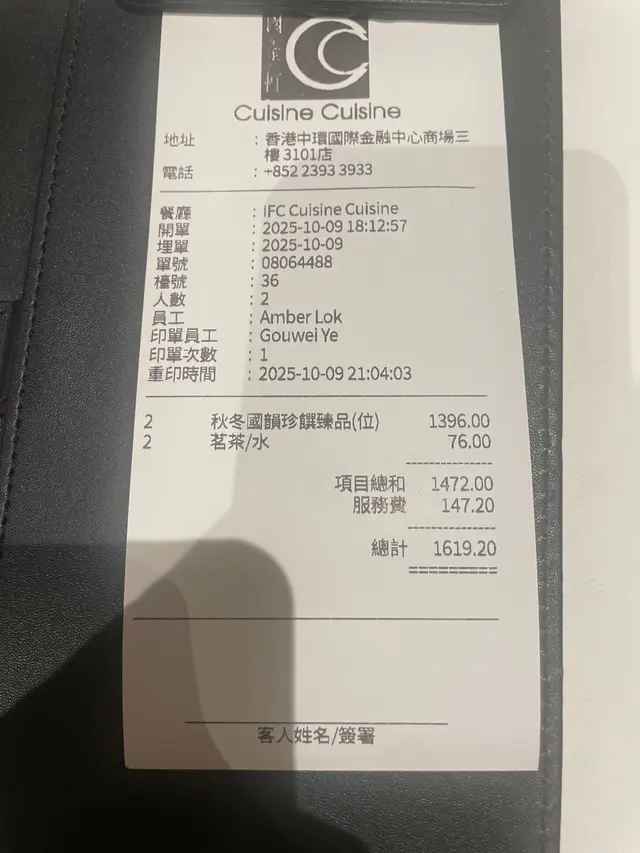 國金軒
Cuisine Cuisine
地址 : 香港中環國際金融中心商場三
樓 3101店
電話 : +852 2393 3933
餐廳 : IFC Cuisine Cuisine
開單 : 2025-10-09 18:12:57
埋單 : 2025-10-09
單號 : 08064488
檯號 : 36
人數 : 2
員工 : Amber Lok
印單員工 : Gouwei Ye
印單次數 : 1
重印時間 : 2025-10-09 21:04:03
2 秋冬國韻珍饌臻品(位) 1396.00
2 茗茶/水 76.00
---------------
項目總和 1472.00
服務費 147.20
---------------
總計 1619.20
=========
客人姓名/簽署